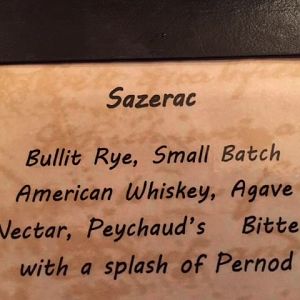 Sazerac
Bullit Rye, Small Batch
American Whiskey, Agave
Nectar, Peychaud's Bitte
with a splash of Pernod